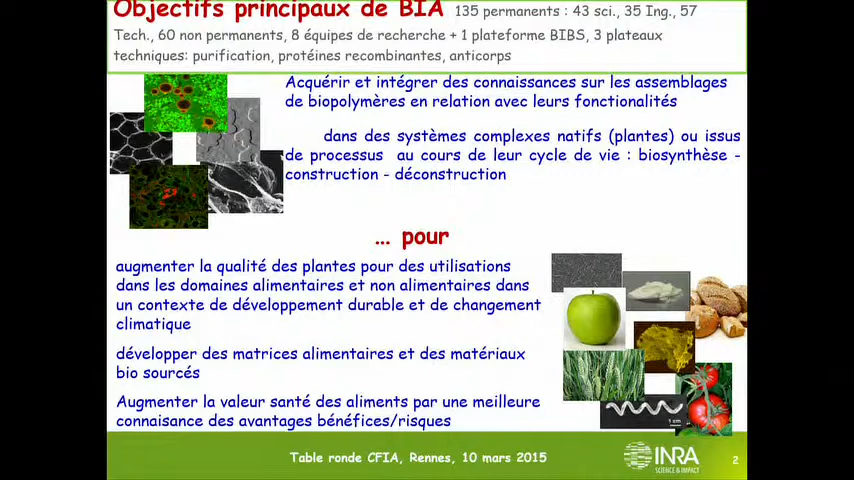 Objectifs principaux de BIA 135 permanents : 43 sci., 35 Ing., 57
Tech., 60 non permanents, 8 équipes de recherche + 1 plateforme BIBS, 3 plateaux
techniques: purification, protéines recombinantes, anticorps
Acquérir et intégrer des connaissances sur les assemblages
de biopolymères en relation avec leurs fonctionalités
dans des systèmes complexes natifs (plantes) ou issus
de processus au cours de leur cycle de vie : biosynthèse -
construction - déconstruction
... pour
augmenter la qualité des plantes pour des utilisations
dans les domaines alimentaires et non alimentaires dans
un contexte de développement durable et de changement
climatique
développer des matrices alimentaires et des matériaux
bio sourcés
Augmenter la valeur santé des aliments par une meilleure
connaisance des avantages bénéfices/risques
1 cm
Table ronde CFIA, Rennes, 10 mars 2015
INRA
SCIENCE & IMPACT
2